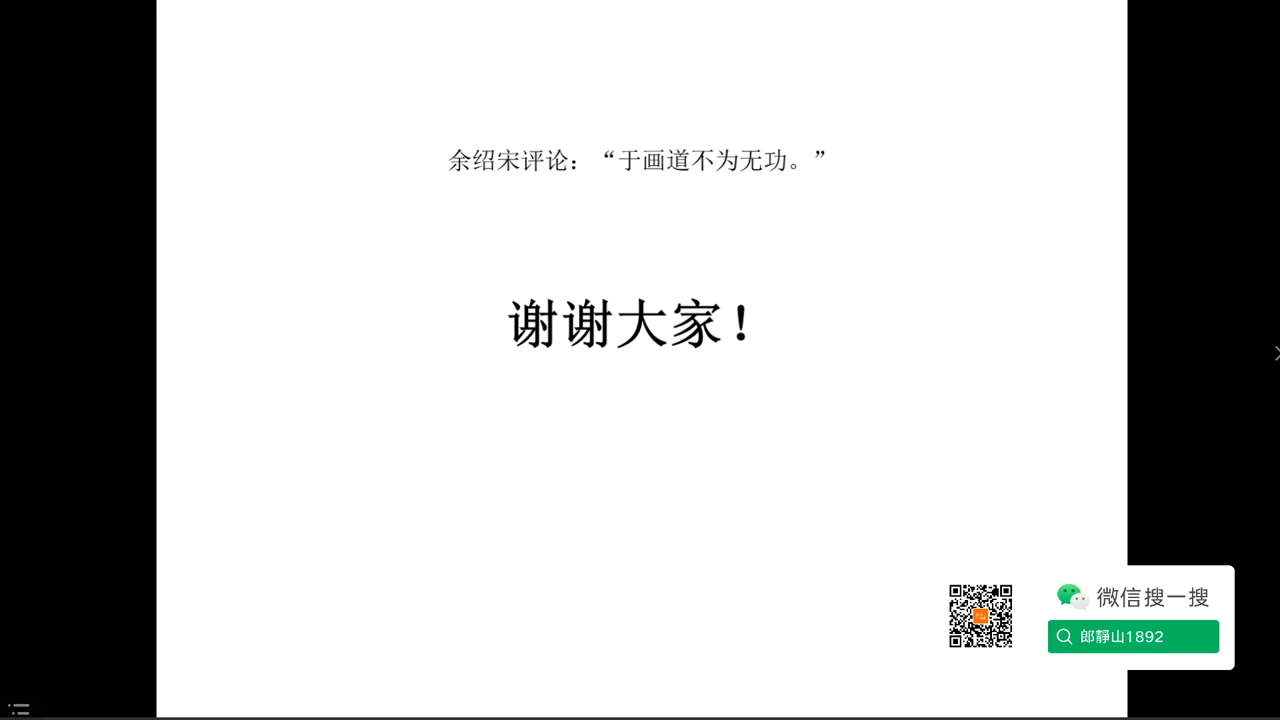 余绍宋评论：“于画道不为无功。”
谢谢大家！
微信搜一搜
郎靜山1892